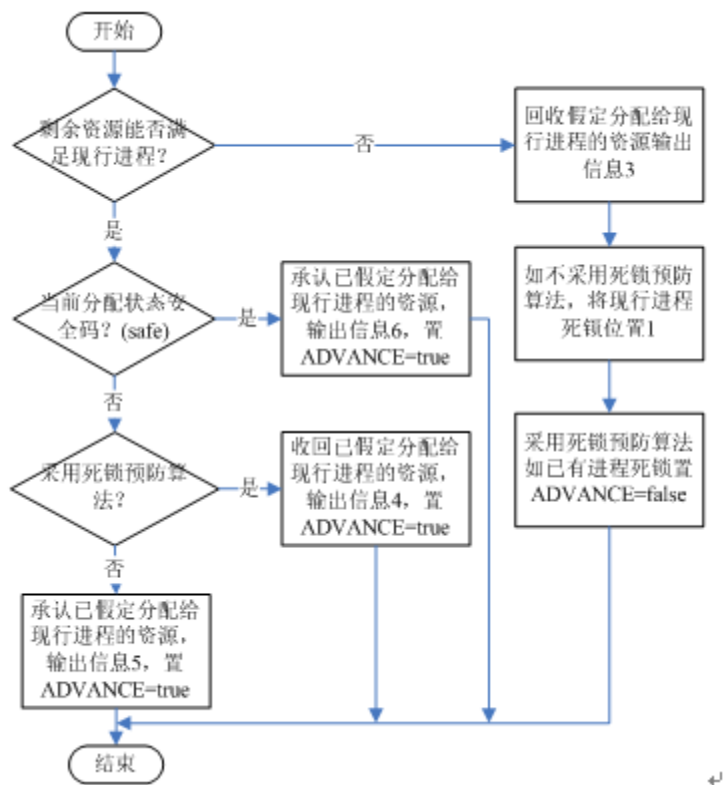 开始
剩余资源能否满
足现行进程？
否
回收假定分配给现
行进程的资源输出
信息3
是
当前分配状态安
全码？(safe)
是
承认已假定分配给
现行进程的资源，
输出信息6，置
ADVANCE=true
如不采用死锁预防
算法，将现行进程
死锁位置1
否
采用死锁预防算
法？
是
收回已假定分配给
现行进程的资源，
输出信息4，置
ADVANCE=true
采用死锁预防算法
如已有进程死锁置
ADVANCE=false
否
承认已假定分配给
现行进程的资源，
输出信息5，置
ADVANCE=true
结束